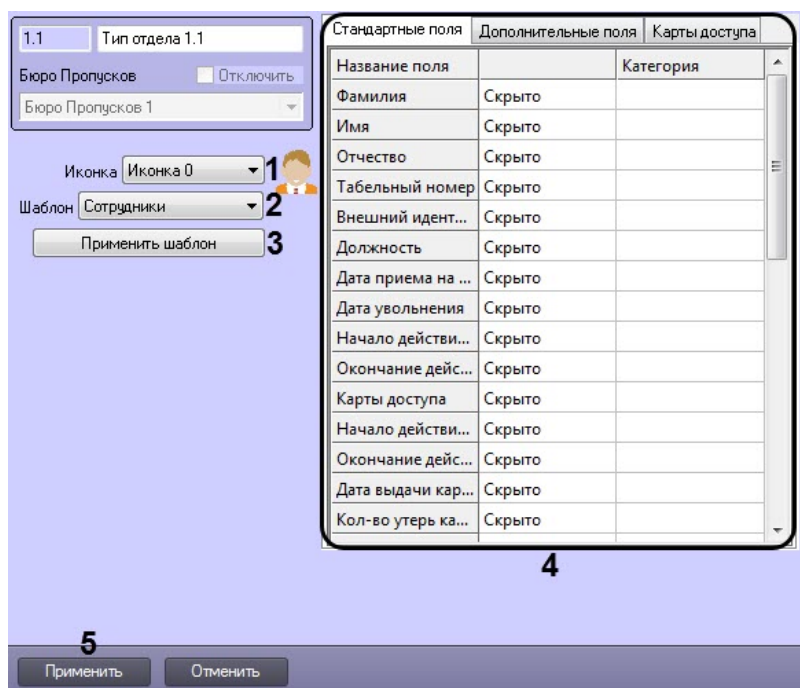 1.1 Тип отдела 1.1
Бюро Пропусков Отключить
Бюро Пропусков 1
Иконка Иконка 0 1
Шаблон Сотрудники 2
Применить шаблон 3
Стандартные поля Дополнительные поля Карты доступа
Название поля Категория
Фамилия Скрыто
Имя Скрыто
Отчество Скрыто
Табельный номер Скрыто
Внешний идент... Скрыто
Должность Скрыто
Дата приема на ... Скрыто
Дата увольнения Скрыто
Начало действи... Скрыто
Окончание дейс... Скрыто
Карты доступа Скрыто
Начало действи... Скрыто
Окончание дейс... Скрыто
Дата выдачи кар... Скрыто
Кол-во утерь ка... Скрыто
4
5
Применить Отменить